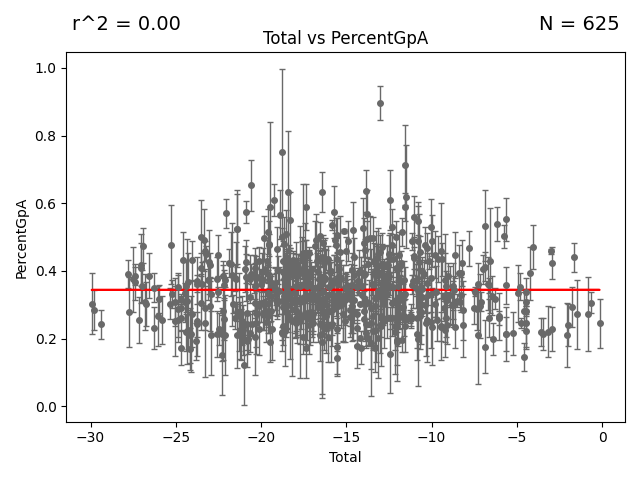 r^2 = 0.00
N = 625
Total vs PercentGpA
1.0
0.8
0.6
0.4
0.2
0.0
PercentGpA
−30
−25
−20
−15
−10
−5
0
Total